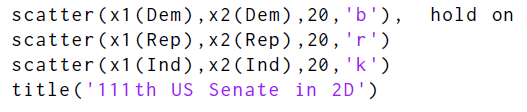 scatter(x1(Dem),x2(Dem),20,'b'),  hold on
scatter(x1(Rep),x2(Rep),20,'r')
scatter(x1(Ind),x2(Ind),20,'k')
title('111th US Senate in 2D')